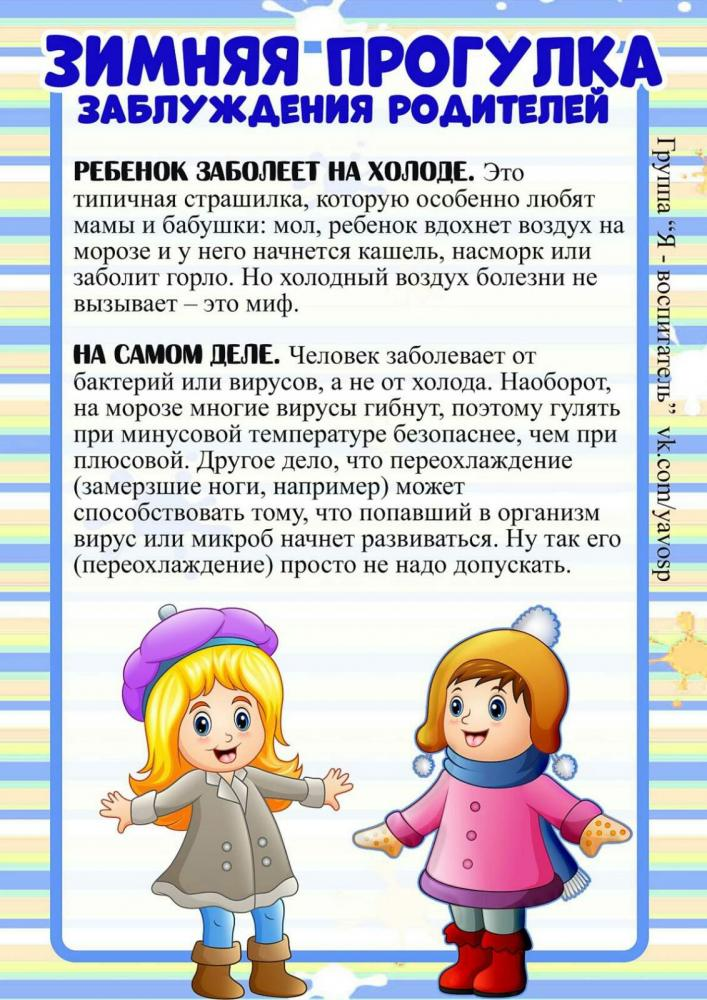 ЗИМНЯЯ ПРОГУЛКА
ЗАБЛУЖДЕНИЯ РОДИТЕЛЕЙ
РЕБЕНОК ЗАБОЛЕЕТ НА ХОЛОДЕ. Это
типичная страшилка, которую особенно любят
мамы и бабушки: мол, ребенок вдохнет воздух на
морозе и у него начнется кашель, насморк или
заболит горло. Но холодный воздух болезни не
вызывает – это миф.
НА САМОМ ДЕЛЕ. Человек заболевает от
бактерий или вирусов, а не от холода. Наоборот,
на морозе многие вирусы гибнут, поэтому гулять
при минусовой температуре безопаснее, чем при
плюсовой. Другое дело, что переохлаждение
(замерзшие ноги, например) может
способствовать тому, что попавший в организм
вирус или микроб начнет развиваться. Ну так его
(переохлаждение) просто не надо допускать.
Группа “Я - воспитатель” vk.com/yavosp